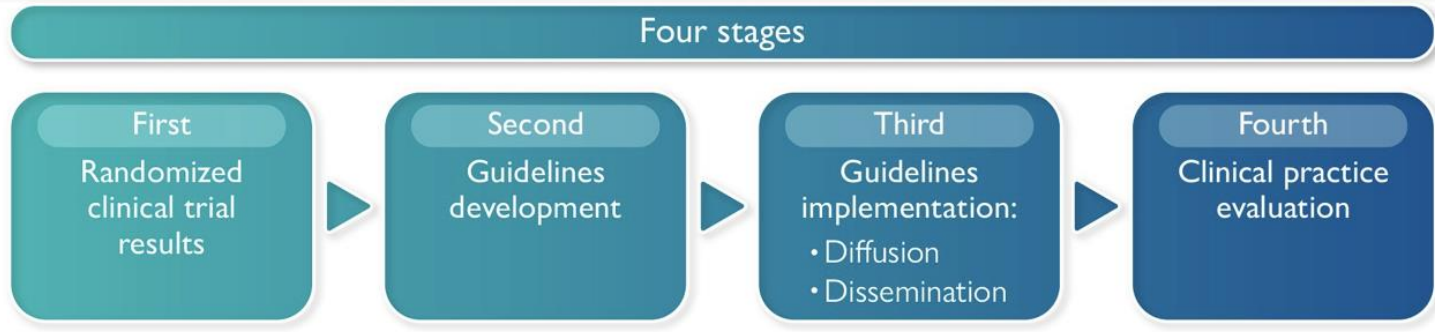 Four stages
First
Randomized
clinical trial
results
Second
Guidelines
development
Third
Guidelines
implementation:
• Diffusion
• Dissemination
Fourth
Clinical practice
evaluation